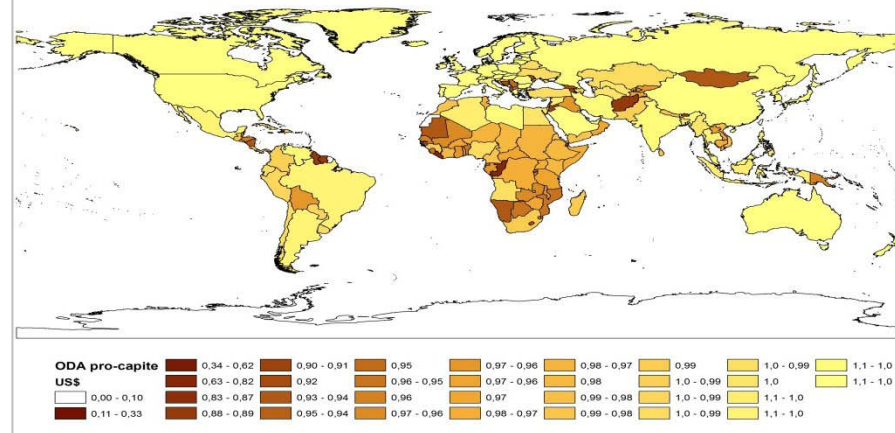 ODA pro-capite
US$
0,00 - 0,10
0,11 - 0,33
0,34 - 0,62
0,63 - 0,82
0,83 - 0,87
0,88 - 0,89
0,90 - 0,91
0,92
0,93 - 0,94
0,95 - 0,94
0,95
0,96 - 0,95
0,96
0,97 - 0,96
0,97 - 0,96
0,97 - 0,96
0,97
0,98 - 0,97
0,98 - 0,97
0,98
0,99 - 0,98
0,99 - 0,98
0,99
1,0 - 0,99
1,0 - 0,99
1,0 - 0,99
1,0 - 0,99
1,0
1,1 - 1,0
1,1 - 1,0
1,1 - 1,0
1,1 - 1,0